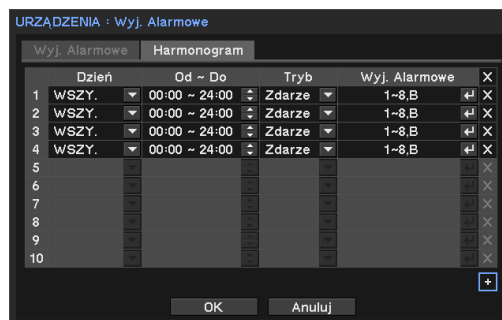 URZĄDZENIA : Wyj. Alarmowe
Wyj. Alarmowe Harmonogram
Dzień Od ~ Do Tryb Wyj. Alarmowe X
1 WSZY. 00:00 ~ 24:00 Zdarze 1~8,B X
2 WSZY. 00:00 ~ 24:00 Zdarze 1~8,B X
3 WSZY. 00:00 ~ 24:00 Zdarze 1~8,B X
4 WSZY. 00:00 ~ 24:00 Zdarze 1~8,B X
5 X
6 X
7 X
8 X
9 X
10 X
+
OK Anuluj